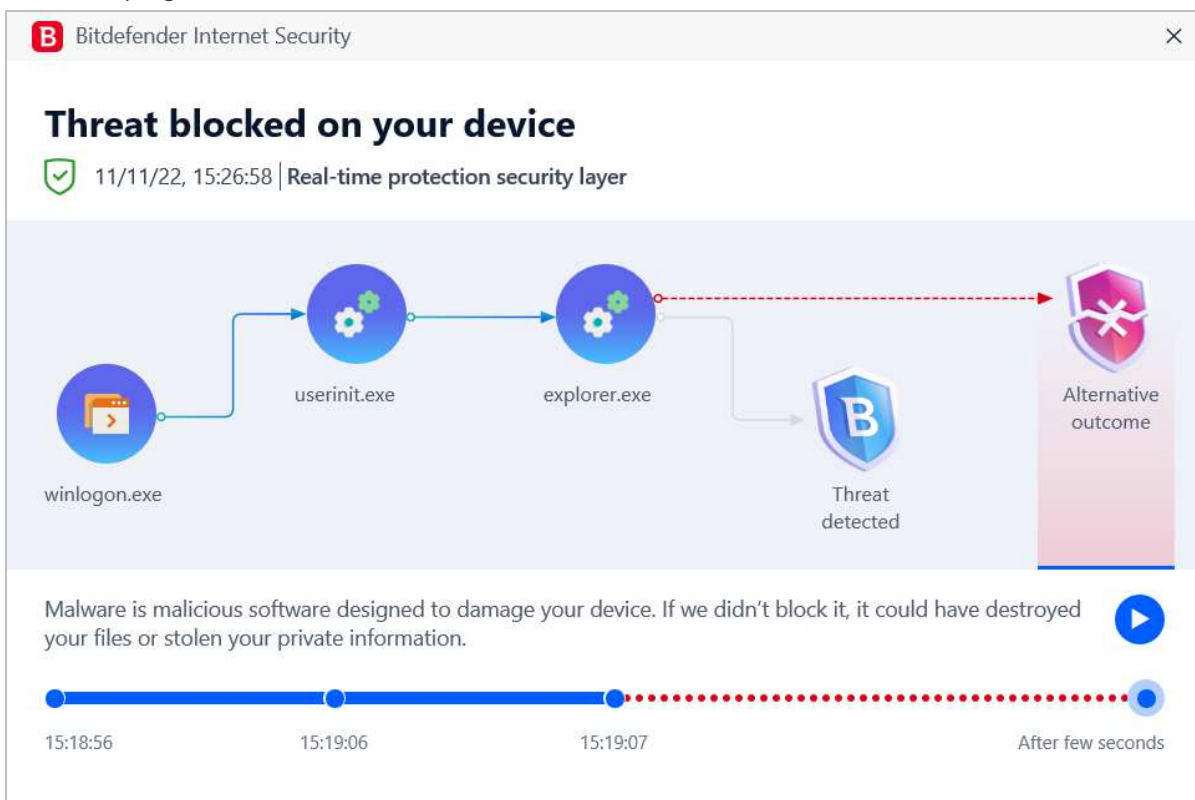 B Bitdefender Internet Security
Threat blocked on your device
11/11/22, 15:26:58 | Real-time protection security layer
userinit.exe
explorer.exe
Alternative
outcome
winlogon.exe
B
Threat
detected
Malware is malicious software designed to damage your device. If we didn’t block it, it could have destroyed
your files or stolen your private information.
15:18:56
15:19:06
15:19:07
After few seconds